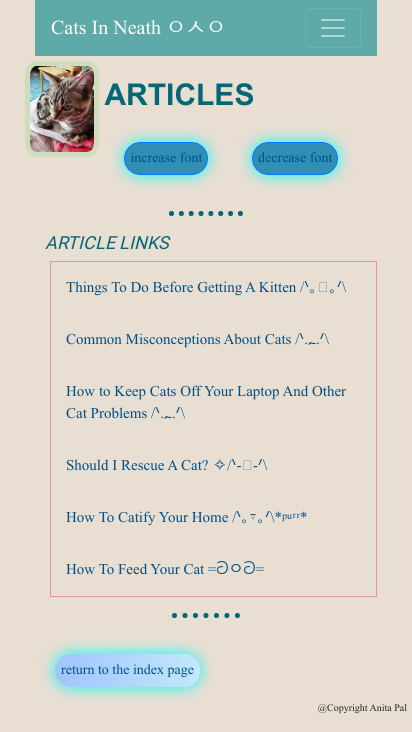 Cats In Neath ㅇㅅㅇ
ARTICLES
increase font
decrease font
ARTICLE LINKS
Things To Do Before Getting A Kitten /ᐠ｡▯｡ᐟ\
Common Misconceptions About Cats /ᐠ.ﻌ.ᐟ\
How to Keep Cats Off Your Laptop And Other
Cat Problems /ᐠ.ﻌ.ᐟ\
Should I Rescue A Cat? ✧/ᐠ-▯-ᐟ\
How To Catify Your Home /ᐠ｡▿｡ᐟ\*ᵖᵘʳʳ*
How To Feed Your Cat =ᘐㅇᘏ=
return to the index page
@Copyright Anita Pal